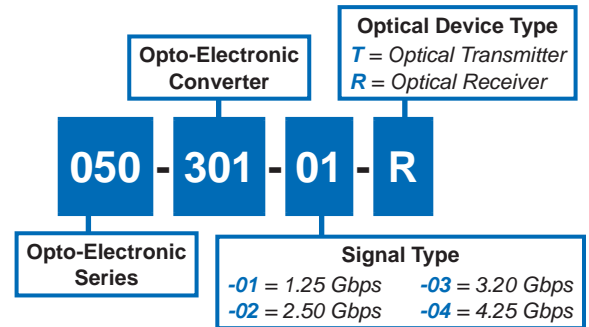 Optical Device Type
T = Optical Transmitter
R = Optical Receiver
Opto-Electronic
Converter
050 - 301 - 01 - R
Opto-Electronic
Series
Signal Type
-01 = 1.25 Gbps -03 = 3.20 Gbps
-02 = 2.50 Gbps -04 = 4.25 Gbps